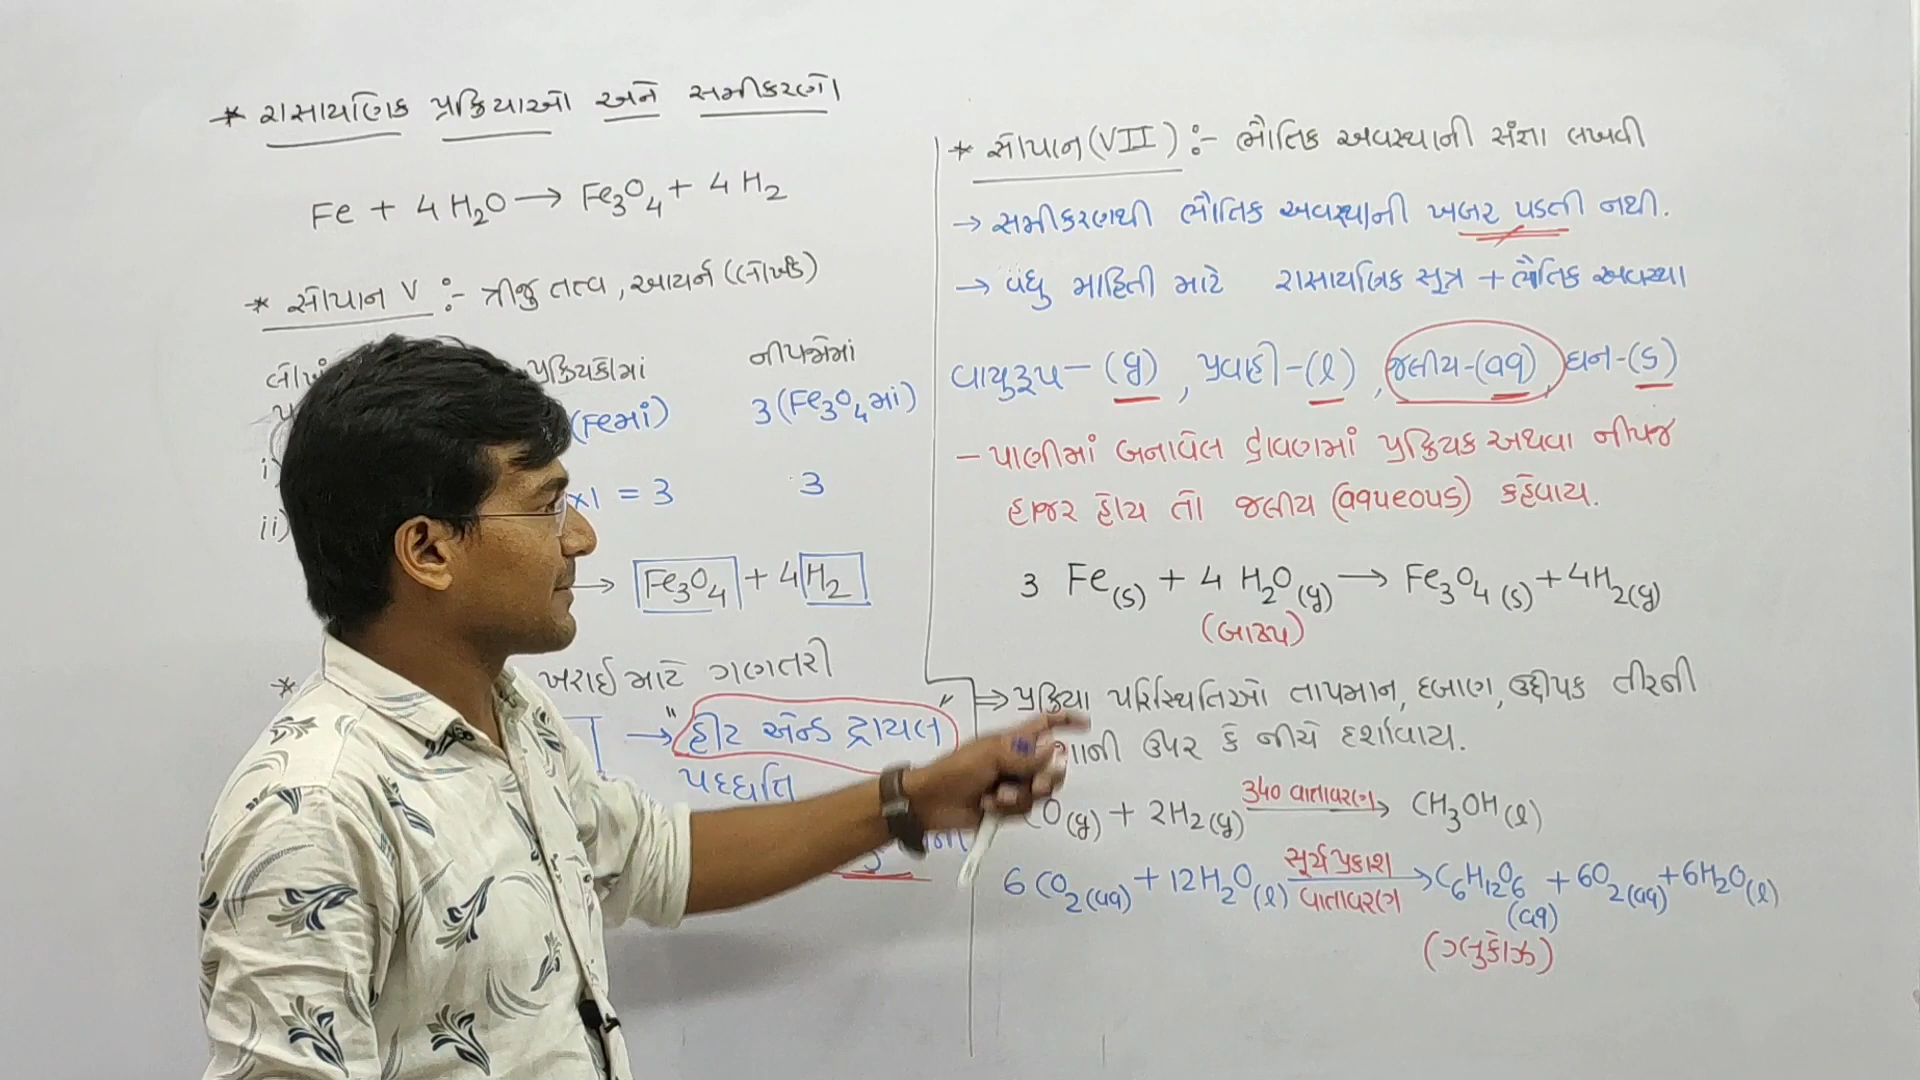 * રાસાયણિક પ્રક્રિયાઓ અને સમીકરણો
Fe + 4H₂O → Fe₃O₄ + 4H₂
* સોપાન V :- ત્રીજુ તત્વ, આયર્ન (લોખંડ)
પ્રક્રિયકોમાં નીપજોમાં
i) (Feમાં) 3 (Fe₃O₄માં)
ii) x1 = 3 3
→ Fe₃O₄ + 4H₂
* ખરાઈ માટે ગણતરી
→ "હીટ એન્ડ ટ્રાયલ"
પદ્ધતિ
* સોપાન (VII) :- ભૌતિક અવસ્થાની સંજ્ઞા લખવી
→ સમીકરણથી ભૌતિક અવસ્થાની ખબર પડતી નથી.
→ વધુ માહિતી માટે રાસાયણિક સૂત્ર + ભૌતિક અવસ્થા
વાયુરૂપ - (g), પ્રવાહી - (l), જલીય - (aq), ઘન - (s)
- પાણીમાં બનાવેલ દ્રાવણમાં પ્રક્રિયક અથવા નીપજ
હાજર હોય તો જલીય (aqueous) કહેવાય.
3 Fe(s) + 4 H₂O(g) → Fe₃O₄(s) + 4H₂(g)
(બાષ્પ)
⇒ પ્રક્રિયા પરિસ્થિતિઓ તાપમાન, દબાણ, ઉદ્દીપક તીરની
ઉપર કે નીચે દર્શાવાય.
O(g) + 2H₂(g) 340 વાતાવરણ → CH₃OH(l)
6CO₂(aq) + 12H₂O(l) સૂર્યપ્રકાશ વાતાવરણ → C₆H₁₂O₆(aq) + 6O₂(aq) + 6H₂O(l)
(ગ્લુકોઝ)